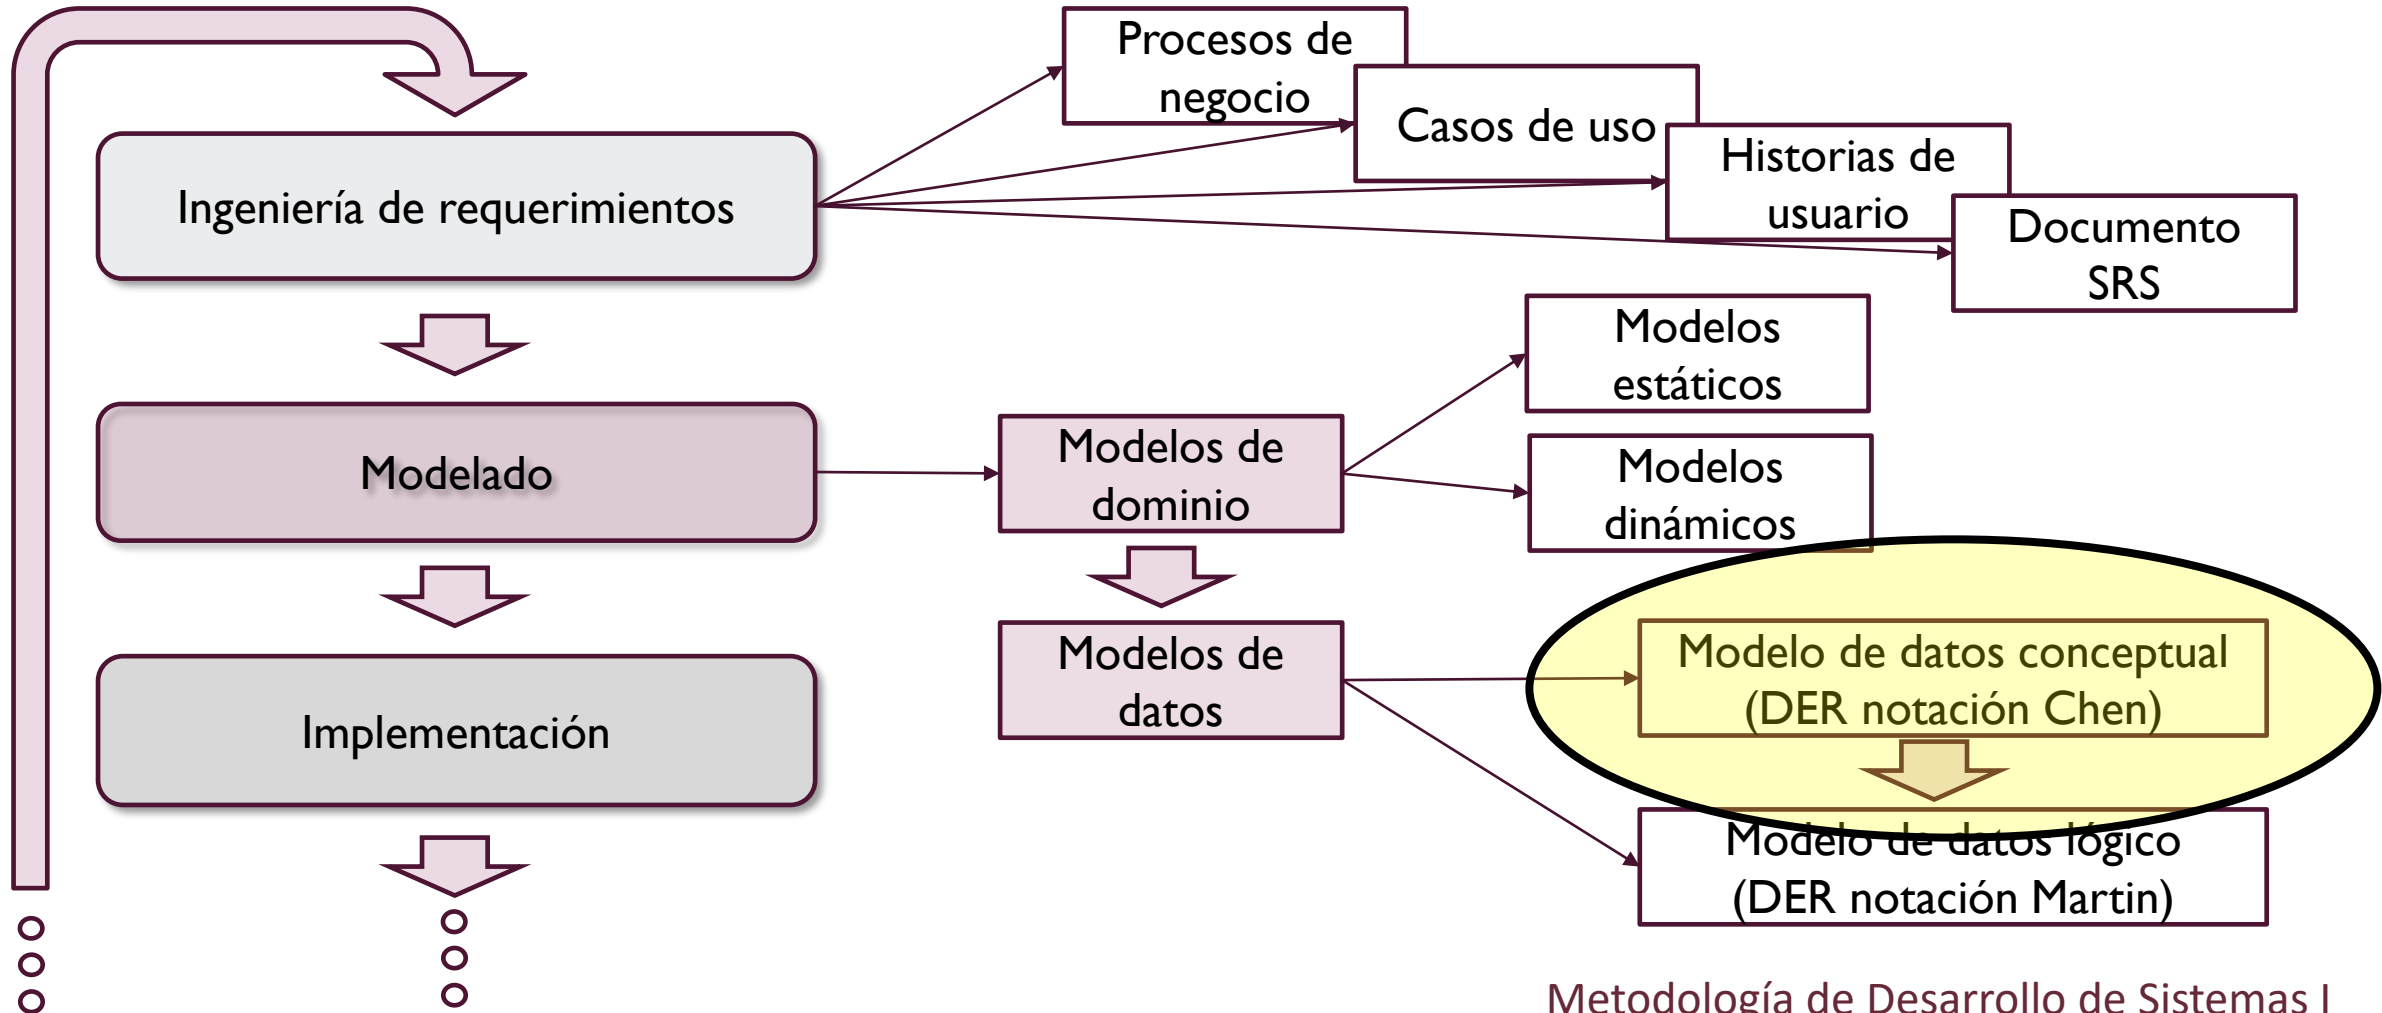 Procesos de
negocio
Casos de uso
Historias de
usuario
Documento
SRS
Ingeniería de requerimientos
Modelos
estáticos
Modelado
Modelos de
dominio
Modelos
dinámicos
Modelos de
datos
Modelo de datos conceptual
(DER notación Chen)
Implementación
Modelo de datos lógico
(DER notación Martin)
Metodología de Desarrollo de Sistemas I